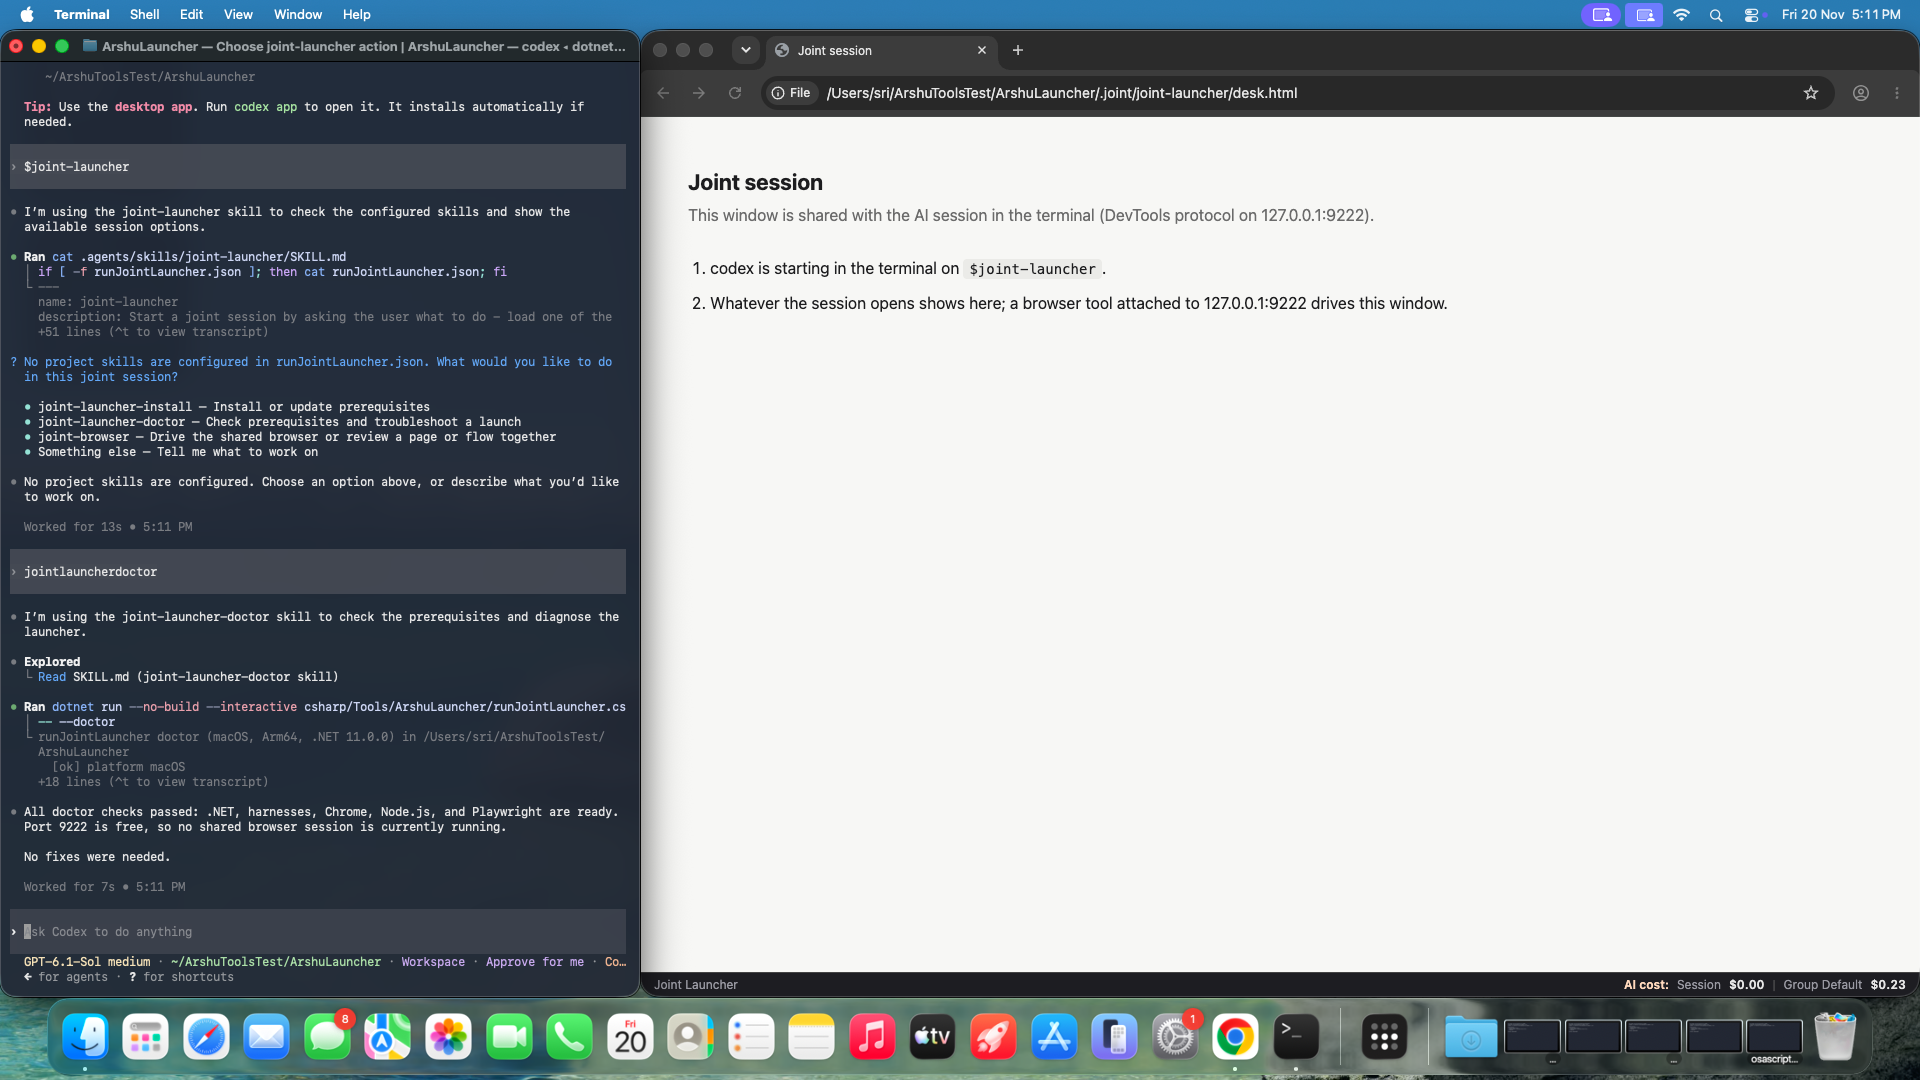 Terminal Shell Edit View Window Help
Fri 20 Nov 5:11 PM
ArshuLauncher — Choose joint-launcher action | ArshuLauncher — codex ◂ dotnet...
~/ArshuToolsTest/ArshuLauncher
Tip: Use the desktop app. Run codex app to open it. It installs automatically if
needed.
› $joint-launcher
• I’m using the joint-launcher skill to check the configured skills and show the
available session options.
• Ran cat .agents/skills/joint-launcher/SKILL.md
│ if [ -f runJointLauncher.json ]; then cat runJointLauncher.json; fi
└ ---
name: joint-launcher
description: Start a joint session by asking the user what to do — load one of the
+51 lines (^t to view transcript)
? No project skills are configured in runJointLauncher.json. What would you like to do
in this joint session?
• joint-launcher-install — Install or update prerequisites
• joint-launcher-doctor — Check prerequisites and troubleshoot a launch
• joint-browser — Drive the shared browser or review a page or flow together
• Something else — Tell me what to work on
• No project skills are configured. Choose an option above, or describe what you’d like
to work on.
Worked for 13s • 5:11 PM
› jointlauncherdoctor
• I’m using the joint-launcher-doctor skill to check the prerequisites and diagnose the
launcher.
• Explored
└ Read SKILL.md (joint-launcher-doctor skill)
• Ran dotnet run --no-build --interactive csharp/Tools/ArshuLauncher/runJointLauncher.cs
│ -- --doctor
└ runJointLauncher doctor (macOS, Arm64, .NET 11.0.0) in /Users/sri/ArshuToolsTest/
ArshuLauncher
[ok] platform macOS
+18 lines (^t to view transcript)
• All doctor checks passed: .NET, harnesses, Chrome, Node.js, and Playwright are ready.
Port 9222 is free, so no shared browser session is currently running.
No fixes were needed.
Worked for 7s • 5:11 PM
› Ask Codex to do anything
GPT-6.1-Sol medium · ~/ArshuToolsTest/ArshuLauncher · Workspace · Approve for me · Co…
← for agents · ? for shortcuts
Joint session
File /Users/sri/ArshuToolsTest/ArshuLauncher/.joint/joint-launcher/desk.html
Joint session
This window is shared with the AI session in the terminal (DevTools protocol on 127.0.0.1:9222).
1. codex is starting in the terminal on $joint-launcher .
2. Whatever the session opens shows here; a browser tool attached to 127.0.0.1:9222 drives this window.
Joint Launcher
AI cost: Session $0.00 | Group Default $0.23
8
Fri
20
tv
1
>_
...
...
...
osascript...